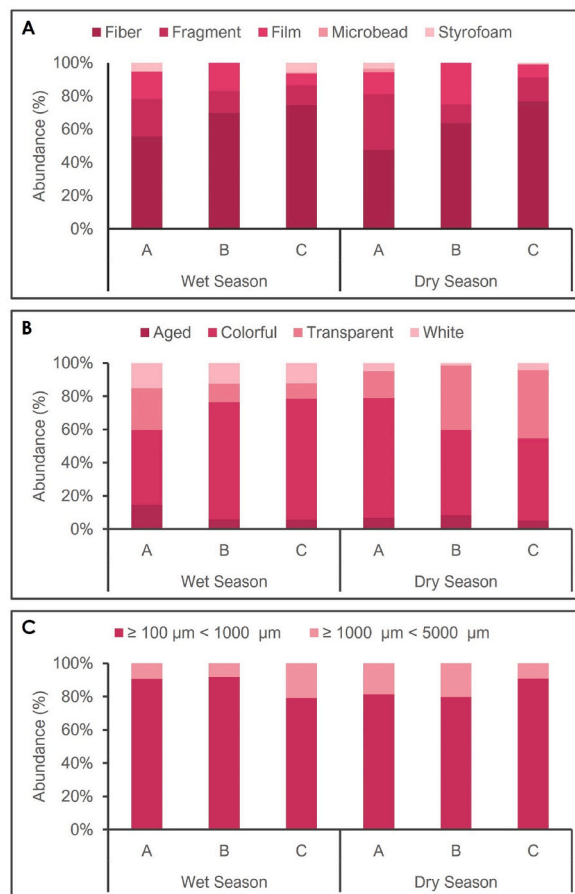 A
Fiber Fragment Film Microbead Styrofoam
Abundance (%)
100%
80%
60%
40%
20%
0%
A B C A B C
Wet Season Dry Season
B
Aged Colorful Transparent White
Abundance (%)
100%
80%
60%
40%
20%
0%
A B C A B C
Wet Season Dry Season
C
≥ 100 µm < 1000 µm ≥ 1000 µm < 5000 µm
Abundance (%)
100%
80%
60%
40%
20%
0%
A B C A B C
Wet Season Dry Season